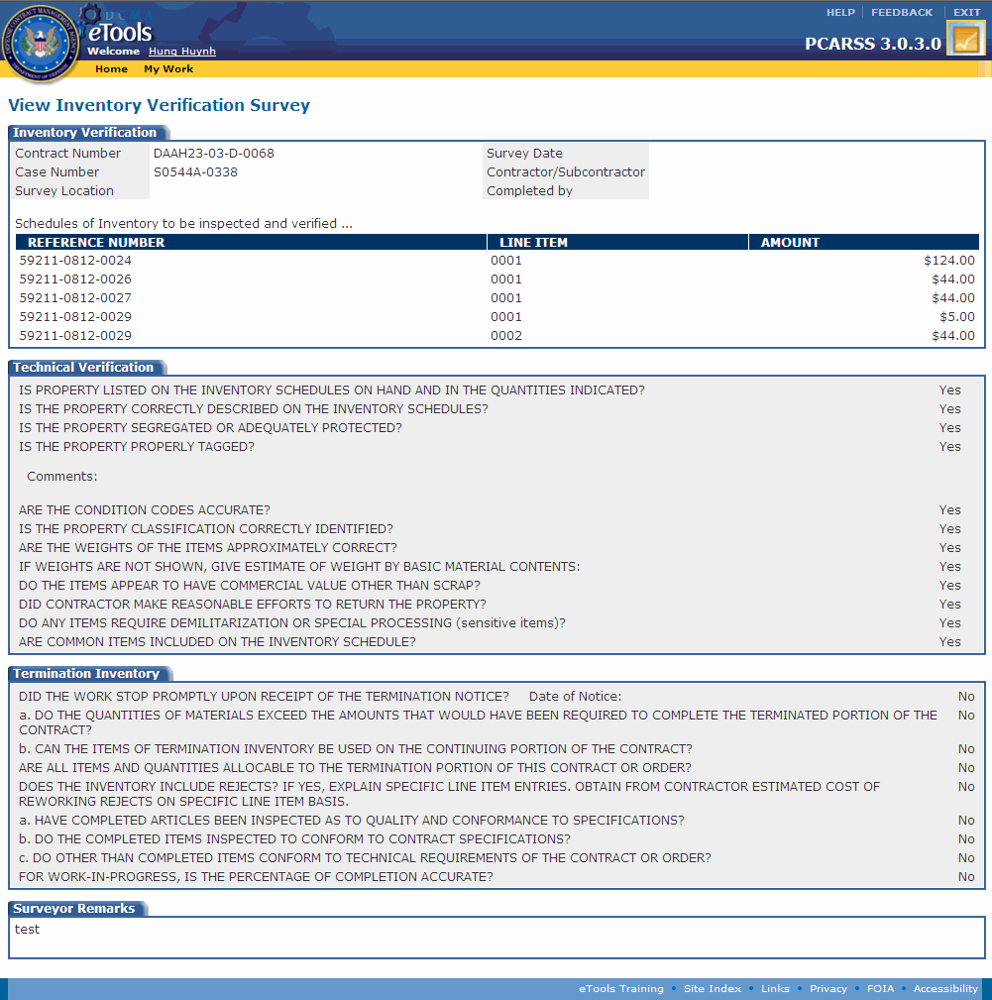 HELP FEEDBACK EXIT
DCMA
eTools
Welcome Hung Huynh
PCARSS 3.0.3.0
Home My Work
View Inventory Verification Survey
Inventory Verification
Contract Number DAAH23-03-D-0068 Survey Date
Case Number S0544A-0338 Contractor/Subcontractor
Survey Location Completed by
Schedules of Inventory to be inspected and verified ...
REFERENCE NUMBER LINE ITEM AMOUNT
59211-0812-0024 0001 $124.00
59211-0812-0026 0001 $44.00
59211-0812-0027 0001 $44.00
59211-0812-0029 0001 $5.00
59211-0812-0029 0002 $44.00
Technical Verification
IS PROPERTY LISTED ON THE INVENTORY SCHEDULES ON HAND AND IN THE QUANTITIES INDICATED? Yes
IS THE PROPERTY CORRECTLY DESCRIBED ON THE INVENTORY SCHEDULES? Yes
IS THE PROPERTY SEGREGATED OR ADEQUATELY PROTECTED? Yes
IS THE PROPERTY PROPERLY TAGGED? Yes
Comments:
ARE THE CONDITION CODES ACCURATE? Yes
IS THE PROPERTY CLASSIFICATION CORRECTLY IDENTIFIED? Yes
ARE THE WEIGHTS OF THE ITEMS APPROXIMATELY CORRECT? Yes
IF WEIGHTS ARE NOT SHOWN, GIVE ESTIMATE OF WEIGHT BY BASIC MATERIAL CONTENTS: Yes
DO THE ITEMS APPEAR TO HAVE COMMERCIAL VALUE OTHER THAN SCRAP? Yes
DID CONTRACTOR MAKE REASONABLE EFFORTS TO RETURN THE PROPERTY? Yes
DO ANY ITEMS REQUIRE DEMILITARIZATION OR SPECIAL PROCESSING (sensitive items)? Yes
ARE COMMON ITEMS INCLUDED ON THE INVENTORY SCHEDULE? Yes
Termination Inventory
DID THE WORK STOP PROMPTLY UPON RECEIPT OF THE TERMINATION NOTICE? Date of Notice: No
a. DO THE QUANTITIES OF MATERIALS EXCEED THE AMOUNTS THAT WOULD HAVE BEEN REQUIRED TO COMPLETE THE TERMINATED PORTION OF THE No
CONTRACT?
b. CAN THE ITEMS OF TERMINATION INVENTORY BE USED ON THE CONTINUING PORTION OF THE CONTRACT? No
ARE ALL ITEMS AND QUANTITIES ALLOCABLE TO THE TERMINATION PORTION OF THIS CONTRACT OR ORDER? No
DOES THE INVENTORY INCLUDE REJECTS? IF YES, EXPLAIN SPECIFIC LINE ITEM ENTRIES. OBTAIN FROM CONTRACTOR ESTIMATED COST OF No
REWORKING REJECTS ON SPECIFIC LINE ITEM BASIS.
a. HAVE COMPLETED ARTICLES BEEN INSPECTED AS TO QUALITY AND CONFORMANCE TO SPECIFICATIONS? No
b. DO THE COMPLETED ITEMS INSPECTED TO CONFORM TO CONTRACT SPECIFICATIONS? No
c. DO OTHER THAN COMPLETED ITEMS CONFORM TO TECHNICAL REQUIREMENTS OF THE CONTRACT OR ORDER? No
FOR WORK-IN-PROGRESS, IS THE PERCENTAGE OF COMPLETION ACCURATE? No
Surveyor Remarks
test
eTools Training • Site Index • Links • Privacy • FOIA • Accessibility